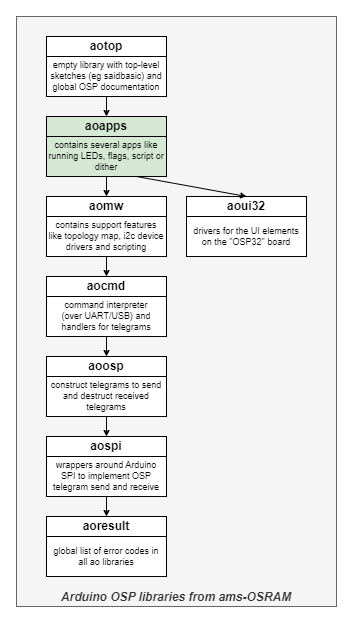 aotop
empty library with top-level
sketches (eg saidbasic) and
global OSP documentation
aoapps
contains several apps like
running LEDs, flags, script or
dither
aomw
contains support features
like topology map, i2c device
drivers and scripting
aoui32
drivers for the UI elements
on the "OSP32" board
aocmd
command interpreter
(over UART/USB) and
handlers for telegrams
aoosp
construct telegrams to send
and destruct received
telegrams
aospi
wrappers around Arduino
SPI to implement OSP
telegram send and receive
aoresult
global list of error codes in
all ao libraries
Arduino OSP libraries from ams-OSRAM